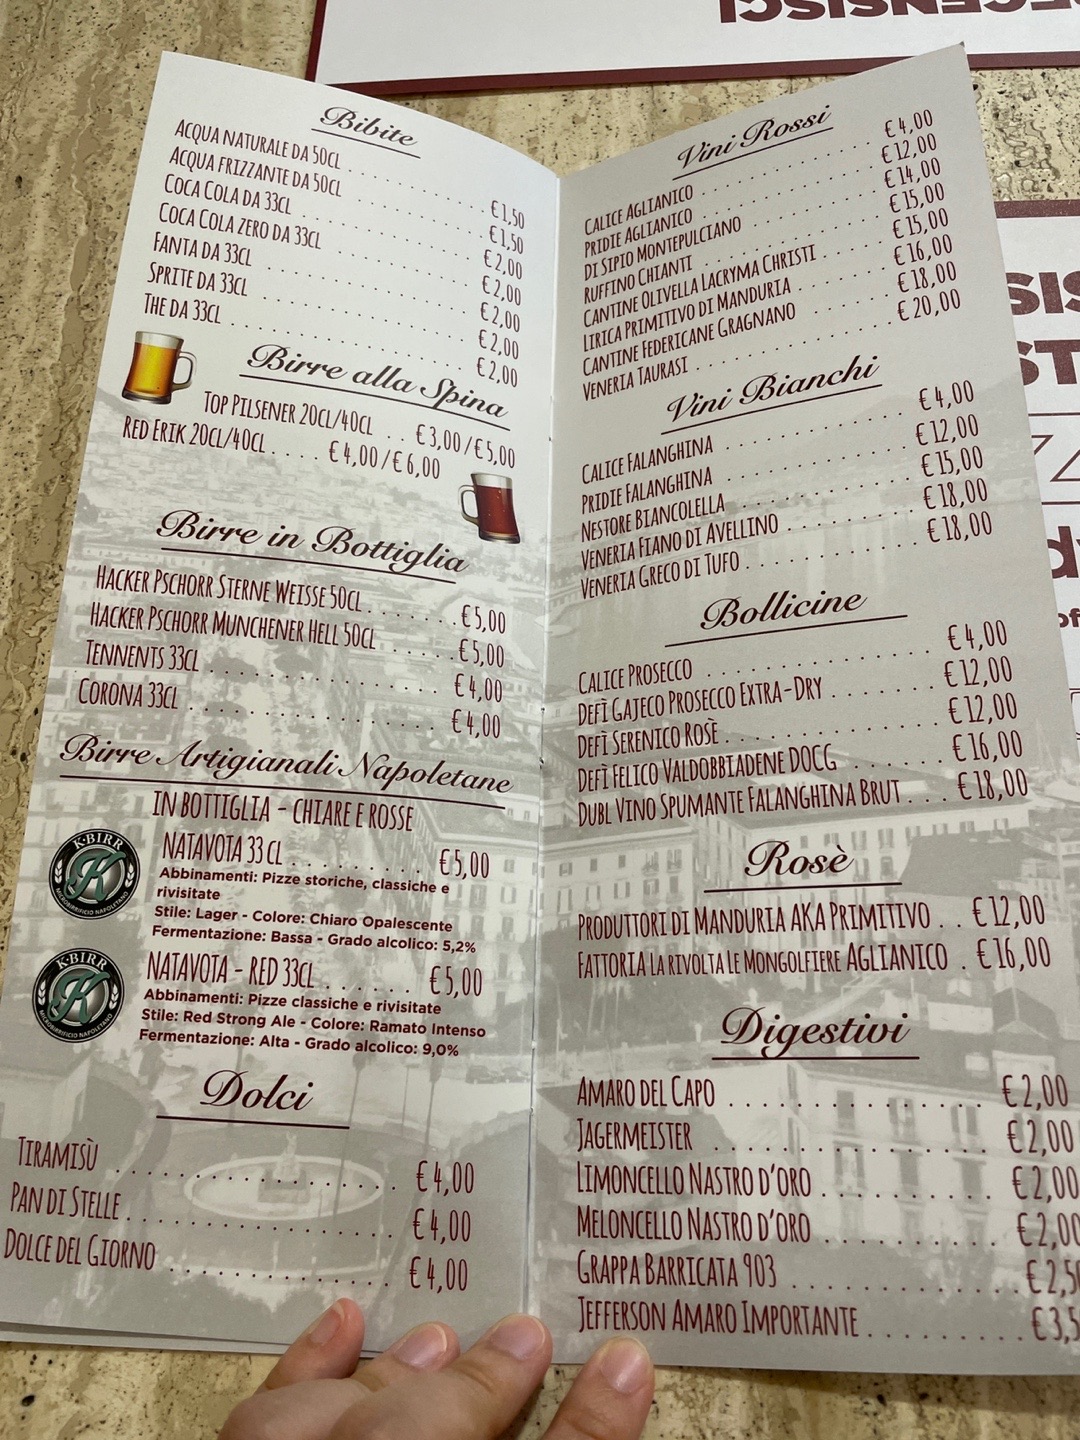 ECENSISCI
Bibite
ACQUA NATURALE DA 50CL . . . . . . . € 1,50
ACQUA FRIZZANTE DA 50CL . . . . . . . € 1,50
COCA COLA DA 33CL . . . . . . . € 2,00
COCA COLA ZERO DA 33CL . . . . . . . € 2,00
FANTA DA 33CL . . . . . . . € 2,00
SPRITE DA 33CL . . . . . . . € 2,00
THE DA 33CL . . . . . . . € 2,00
Birre alla Spina
TOP PILSENER 20CL/40CL . . € 3,00/€ 5,00
RED ERIK 20CL/40CL . . . . € 4,00/€ 6,00
Birre in Bottiglia
HACKER PSCHORR STERNE WEISSE 50CL . . . . . . . € 5,00
HACKER PSCHORR MUNCHENER HELL 50CL . . . . . . € 5,00
TENNENTS 33CL . . . . . . . € 4,00
CORONA 33CL . . . . . . . € 4,00
Birre Artigianali Napoletane
IN BOTTIGLIA - CHIARE E ROSSE
K-BIRR
K
MICROBIRRIFICIO NAPOLETANO
NATAVOTA 33 CL . . . . . . . € 5,00
Abbinamenti: Pizze storiche, classiche e
rivisitate
Stile: Lager - Colore: Chiaro Opalescente
Fermentazione: Bassa - Grado alcolico: 5,2%
K-BIRR
K
MICROBIRRIFICIO NAPOLETANO
NATAVOTA - RED 33CL . . . . . . € 5,00
Abbinamenti: Pizze classiche e rivisitate
Stile: Red Strong Ale - Colore: Ramato Intenso
Fermentazione: Alta - Grado alcolico: 9,0%
Dolci
TIRAMISÙ . . . . . . . € 4,00
PAN DI STELLE . . . . . . . € 4,00
DOLCE DEL GIORNO . . . . . . . € 4,00
Vini Rossi
CALICE AGLIANICO . . . . . . . € 4,00
PRIDIE AGLIANICO . . . . . . . € 12,00
DI SIPIO MONTEPULCIANO . . . . . . . € 14,00
RUFFINO CHIANTI . . . . . . . € 15,00
CANTINE OLIVELLA LACRYMA CHRISTI . . . . € 15,00
LIRICA PRIMITIVO DI MANDURIA . . . . . . € 16,00
CANTINE FEDERICANE GRAGNANO . . . . . € 18,00
VENERIA TAURASI . . . . . . . € 20,00
Vini Bianchi
CALICE FALANGHINA . . . . . . . € 4,00
PRIDIE FALANGHINA . . . . . . . € 12,00
NESTORE BIANCOLELLA . . . . . . . € 15,00
VENERIA FIANO DI AVELLINO . . . . . . . € 18,00
VENERIA GRECO DI TUFO . . . . . . . € 18,00
Bollicine
CALICE PROSECCO . . . . . . . € 4,00
DEFÌ GAJECO PROSECCO EXTRA-DRY . . . . . . € 12,00
DEFÌ SERENICO ROSÈ . . . . . . . € 12,00
DEFÌ FELICO VALDOBBIADENE DOCG . . . . . € 16,00
DUBL VINO SPUMANTE FALANGHINA BRUT . . . € 18,00
Rosè
PRODUTTORI DI MANDURIA AKA PRIMITIVO . . € 12,00
FATTORIA LA RIVOLTA LE MONGOLFIERE AGLIANICO . € 16,00
Digestivi
AMARO DEL CAPO . . . . . . . € 2,00
JAGERMEISTER . . . . . . . € 2,00
LIMONCELLO NASTRO D'ORO . . . . . . . € 2,00
MELONCELLO NASTRO D'ORO . . . . . . . € 2,00
GRAPPA BARRICATA 903 . . . . . . . € 2,5
JEFFERSON AMARO IMPORTANTE . . . . . . . € 3,5
SIS
ST